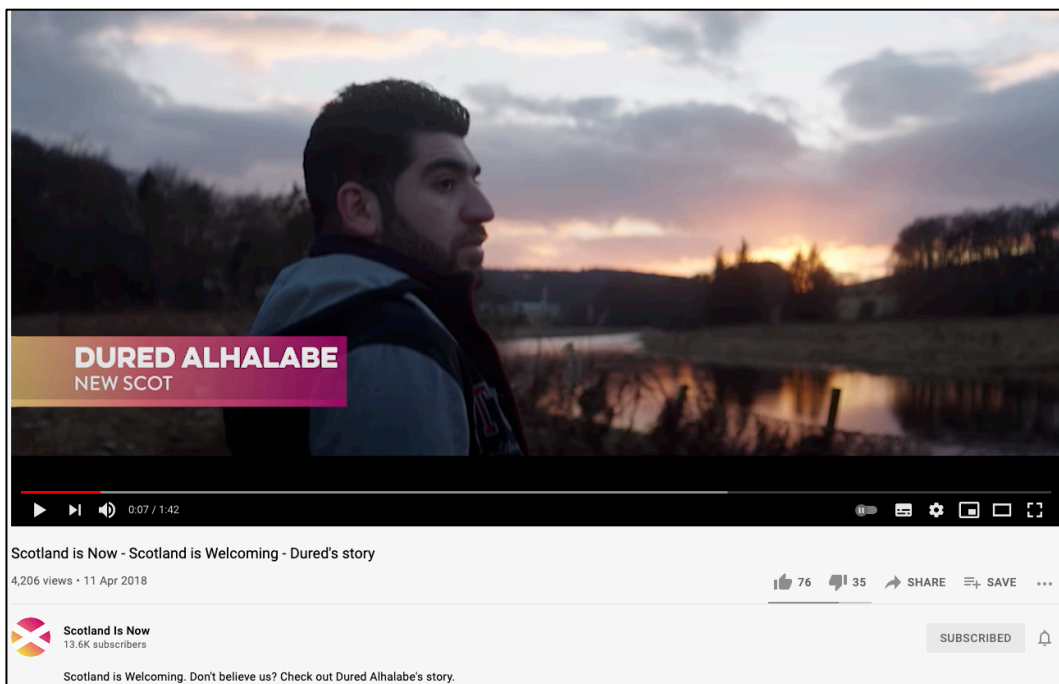 DURED ALHALABE
NEW SCOT
0:07 / 1:42
Scotland is Now - Scotland is Welcoming - Dured's story
4,206 views • 11 Apr 2018
76 35 SHARE SAVE
Scotland Is Now
13.6K subscribers
SUBSCRIBED
Scotland is Welcoming. Don't believe us? Check out Dured Alhalabe's story.